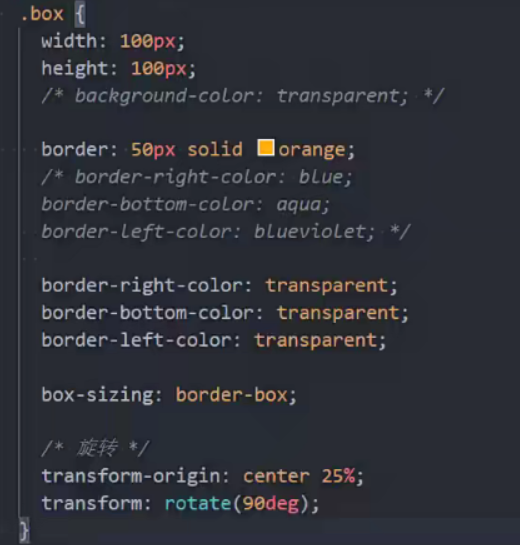 .box {
width: 100px;
height: 100px;
/* background-color: transparent; */
border: 50px solid orange;
/* border-right-color: blue;
border-bottom-color: aqua;
border-left-color: blueviolet; */
border-right-color: transparent;
border-bottom-color: transparent;
border-left-color: transparent;
box-sizing: border-box;
/* 旋转 */
transform-origin: center 25%;
transform: rotate(90deg);
}